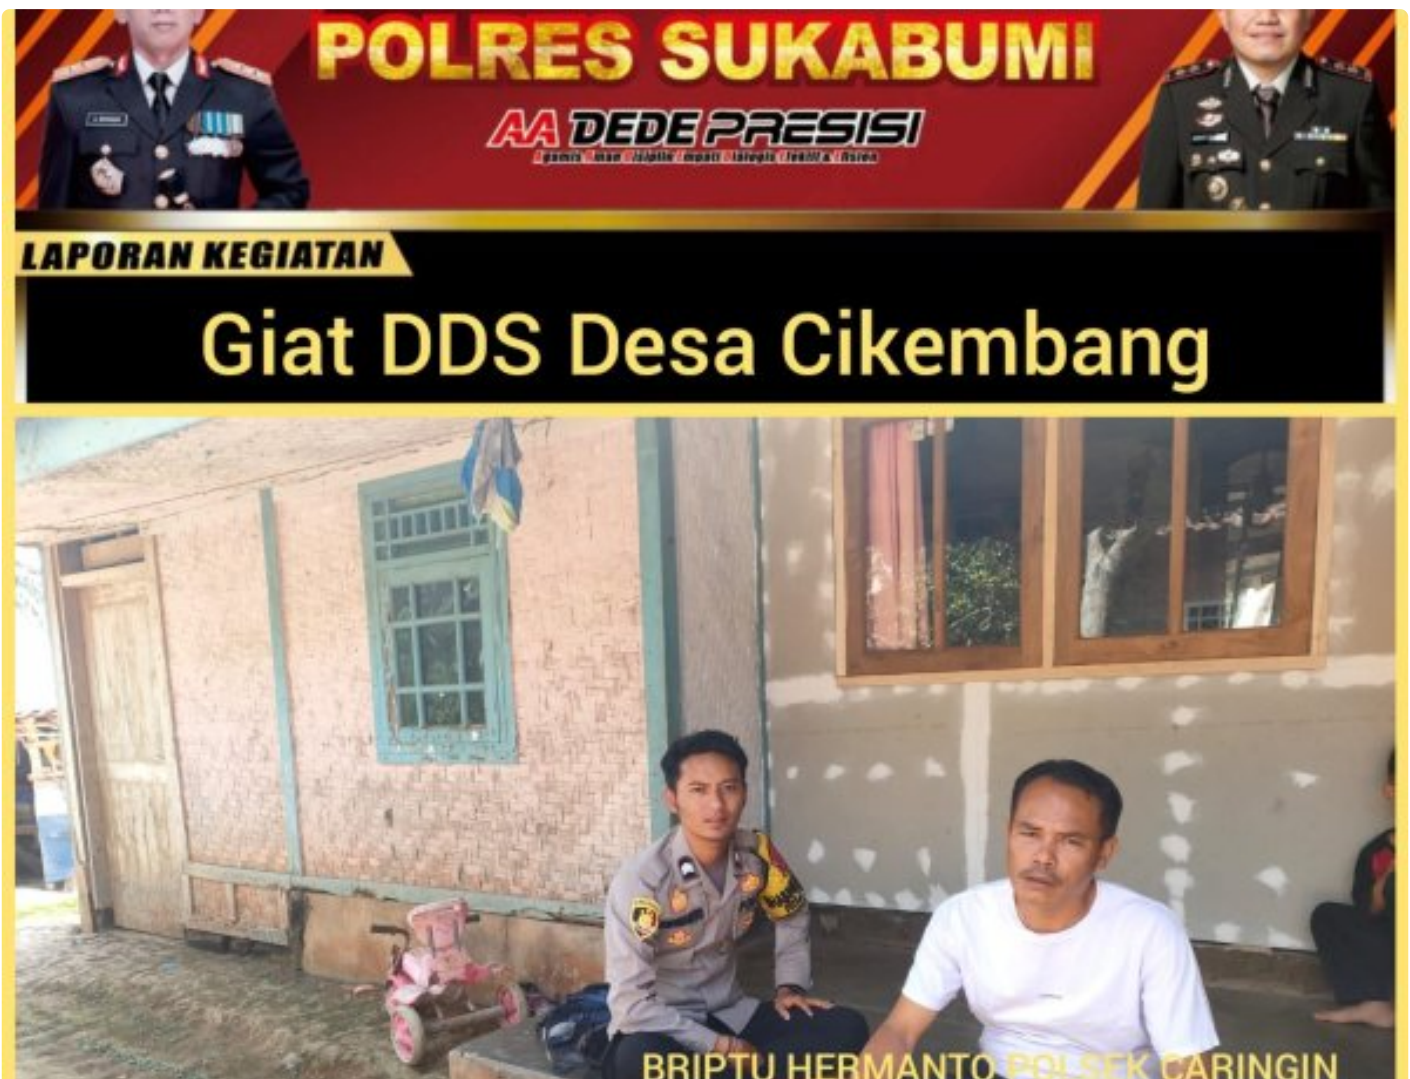 POLRES SUKABUMI
AA DEDE PRESISI
LAPORAN KEGIATAN
Giat DDS Desa Cikembang
BRIPTU HERMANTO POLSEK CARINGIN